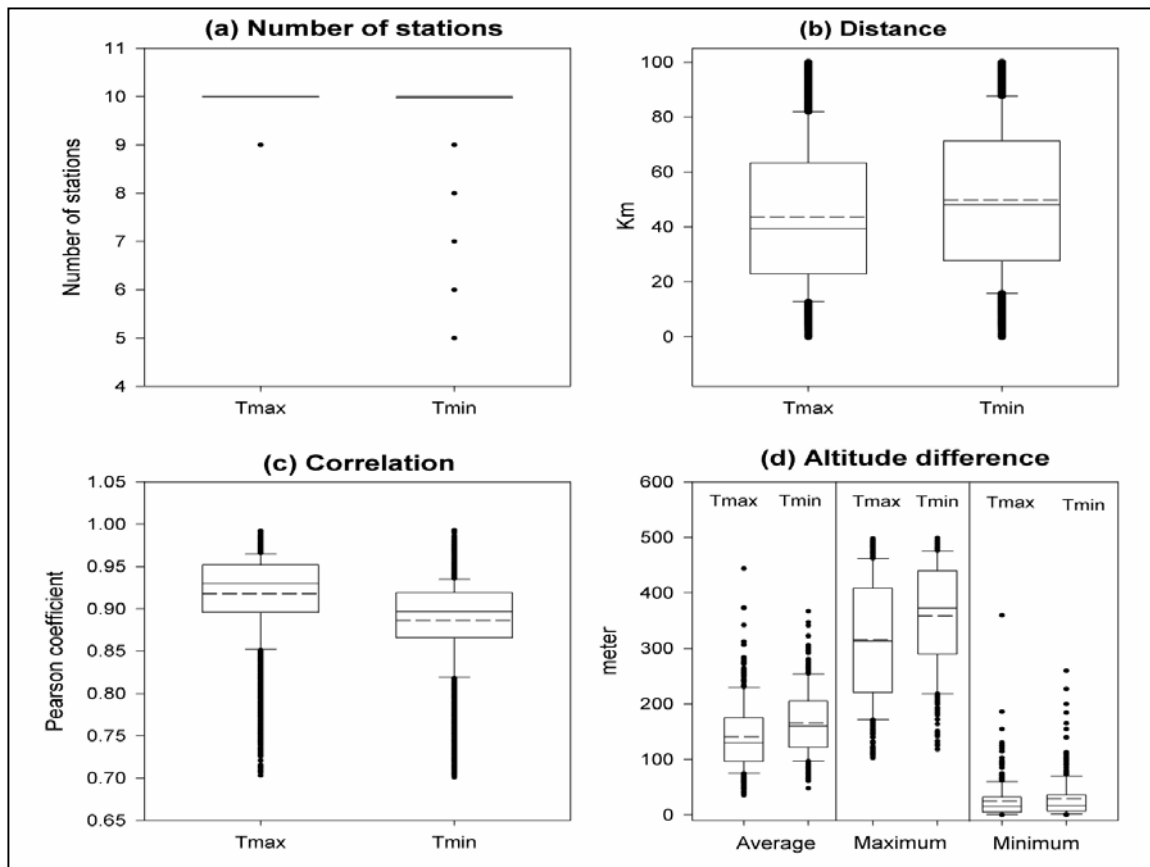 (a) Number of stations
11
10
9
8
7
6
5
4
Number of stations
Tmax
Tmin
(b) Distance
100
80
60
40
20
0
Km
Tmax
Tmin
(c) Correlation
1.05
1.00
0.95
0.90
0.85
0.80
0.75
0.70
0.65
Pearson coefficient
Tmax
Tmin
(d) Altitude difference
600
500
400
300
200
100
0
meter
Tmax Tmin Tmax Tmin Tmax Tmin
Average Maximum Minimum